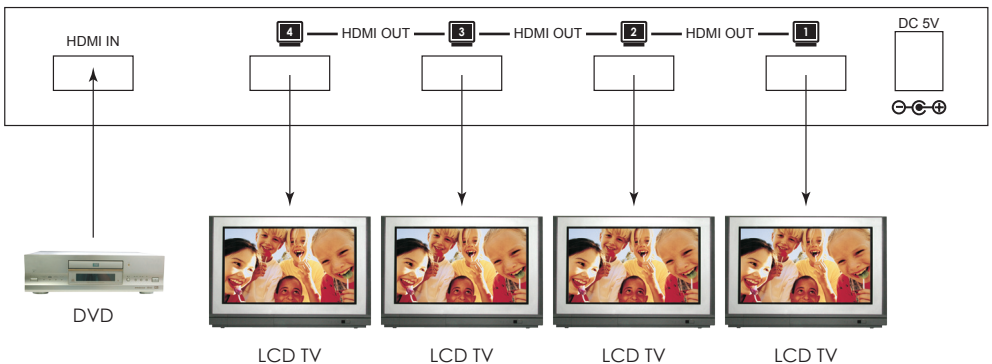 HDMI IN
4 HDMI OUT 3 HDMI OUT 2 HDMI OUT 1
DC 5V
DVD
LCD TV LCD TV LCD TV LCD TV